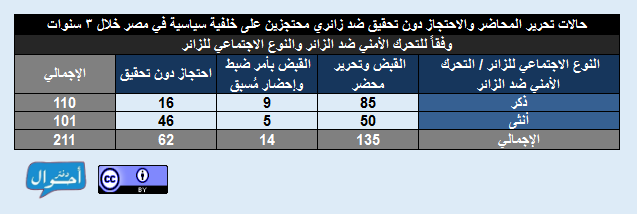 حالات تحرير المحاضر والاحتجاز دون تحقيق ضد زائري محتجزين على خلفية سياسية في مصر خلال ٣ سنوات
وفقاً للتحرك الأمني ضد الزائر والنوع الاجتماعي للزائر
النوع الاجتماعي للزائر / التحرك الأمني ضد الزائر القبض وتحرير محضر القبض بأمر ضبط وإحضار مُسبق احتجاز دون تحقيق الإجمالي
ذكر 85 9 16 110
أنثى 50 5 46 101
الإجمالي 135 14 62 211
دفتر أحوال
cc BY